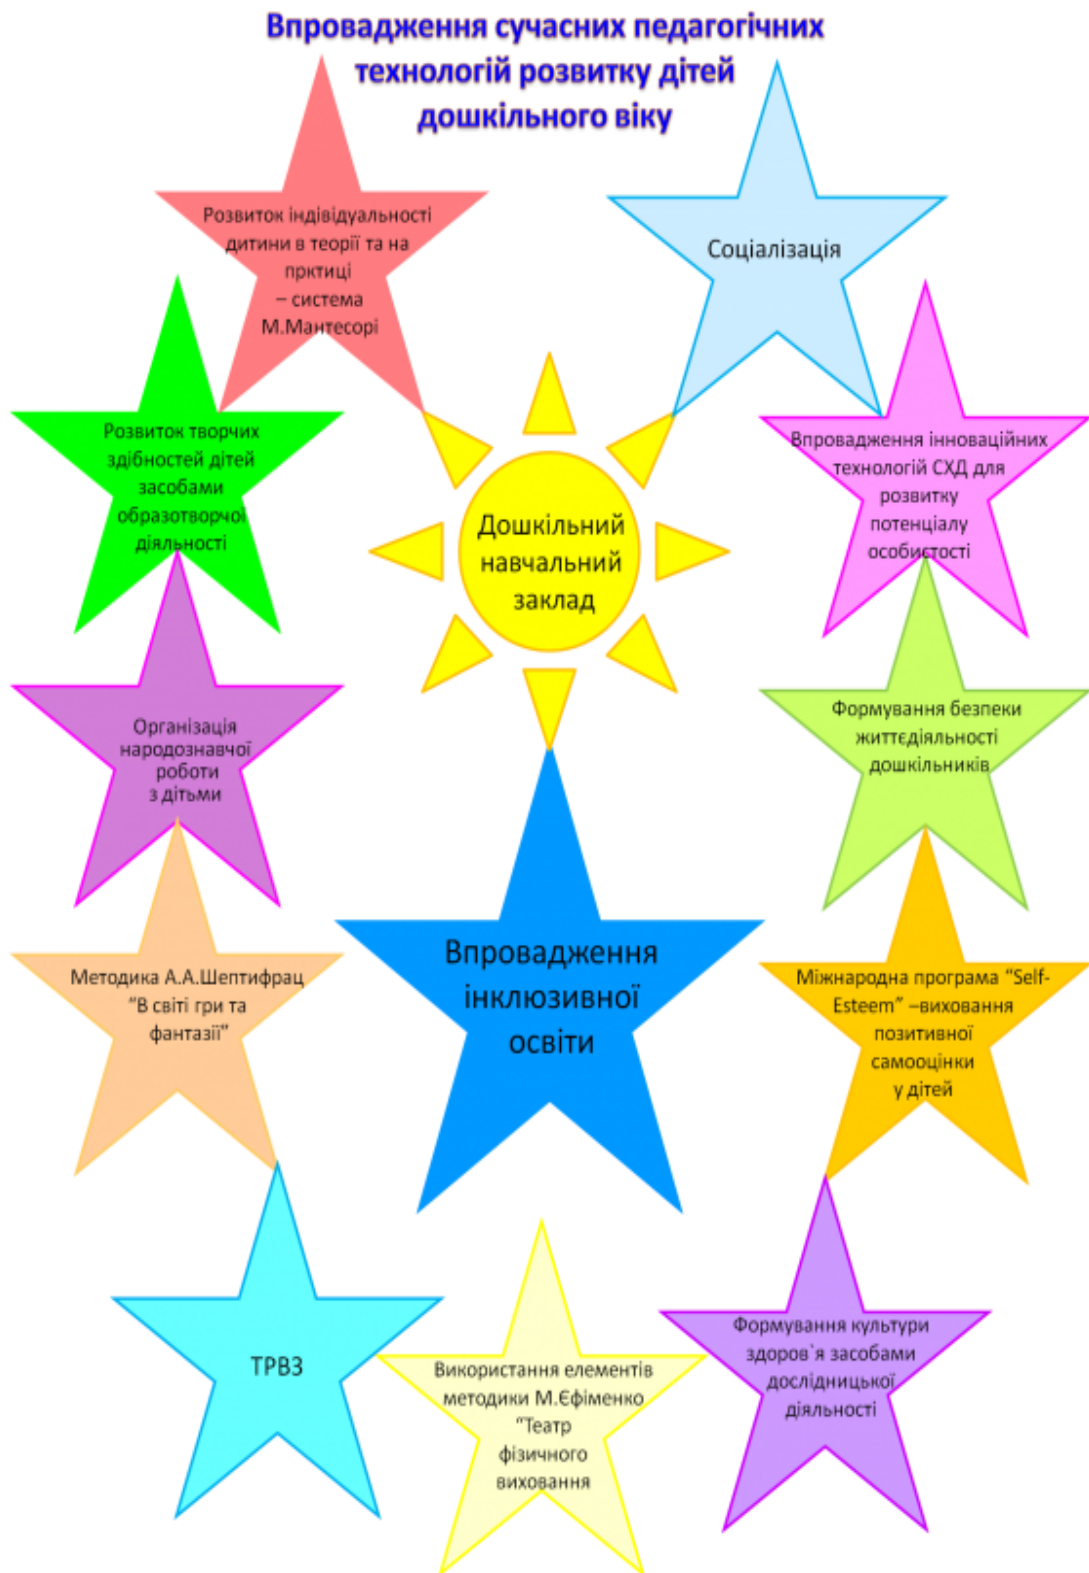 Впровадження сучасних педагогічних
технологій розвитку дітей
дошкільного віку
Розвиток індівідуальності
дитини в теорії та на
прктиці
– система
М.Мантесорі
Соціалізація
Розвиток творчих
здібностей дітей
засобами
образотворчої
діяльності
Дошкільний
навчальний
заклад
Впровадження інноваційних
технологій СХД для
розвитку
потенціалу
особистості
Організація
народознавчої
роботи
з дітьми
Формування безпеки
життєдіяльності
дошкільників
Методика А.А.Шептифрац
“В світі гри та
фантазії”
Впровадження
інклюзивної
освіти
Міжнародна програма “Self-
Esteem” –виховання
позитивної
самооцінки
у дітей
ТРВЗ
Використання елементів
методики М.Єфіменко
“Театр
фізичного
виховання
Формування культури
здоров`я засобами
дослідницької
діяльності